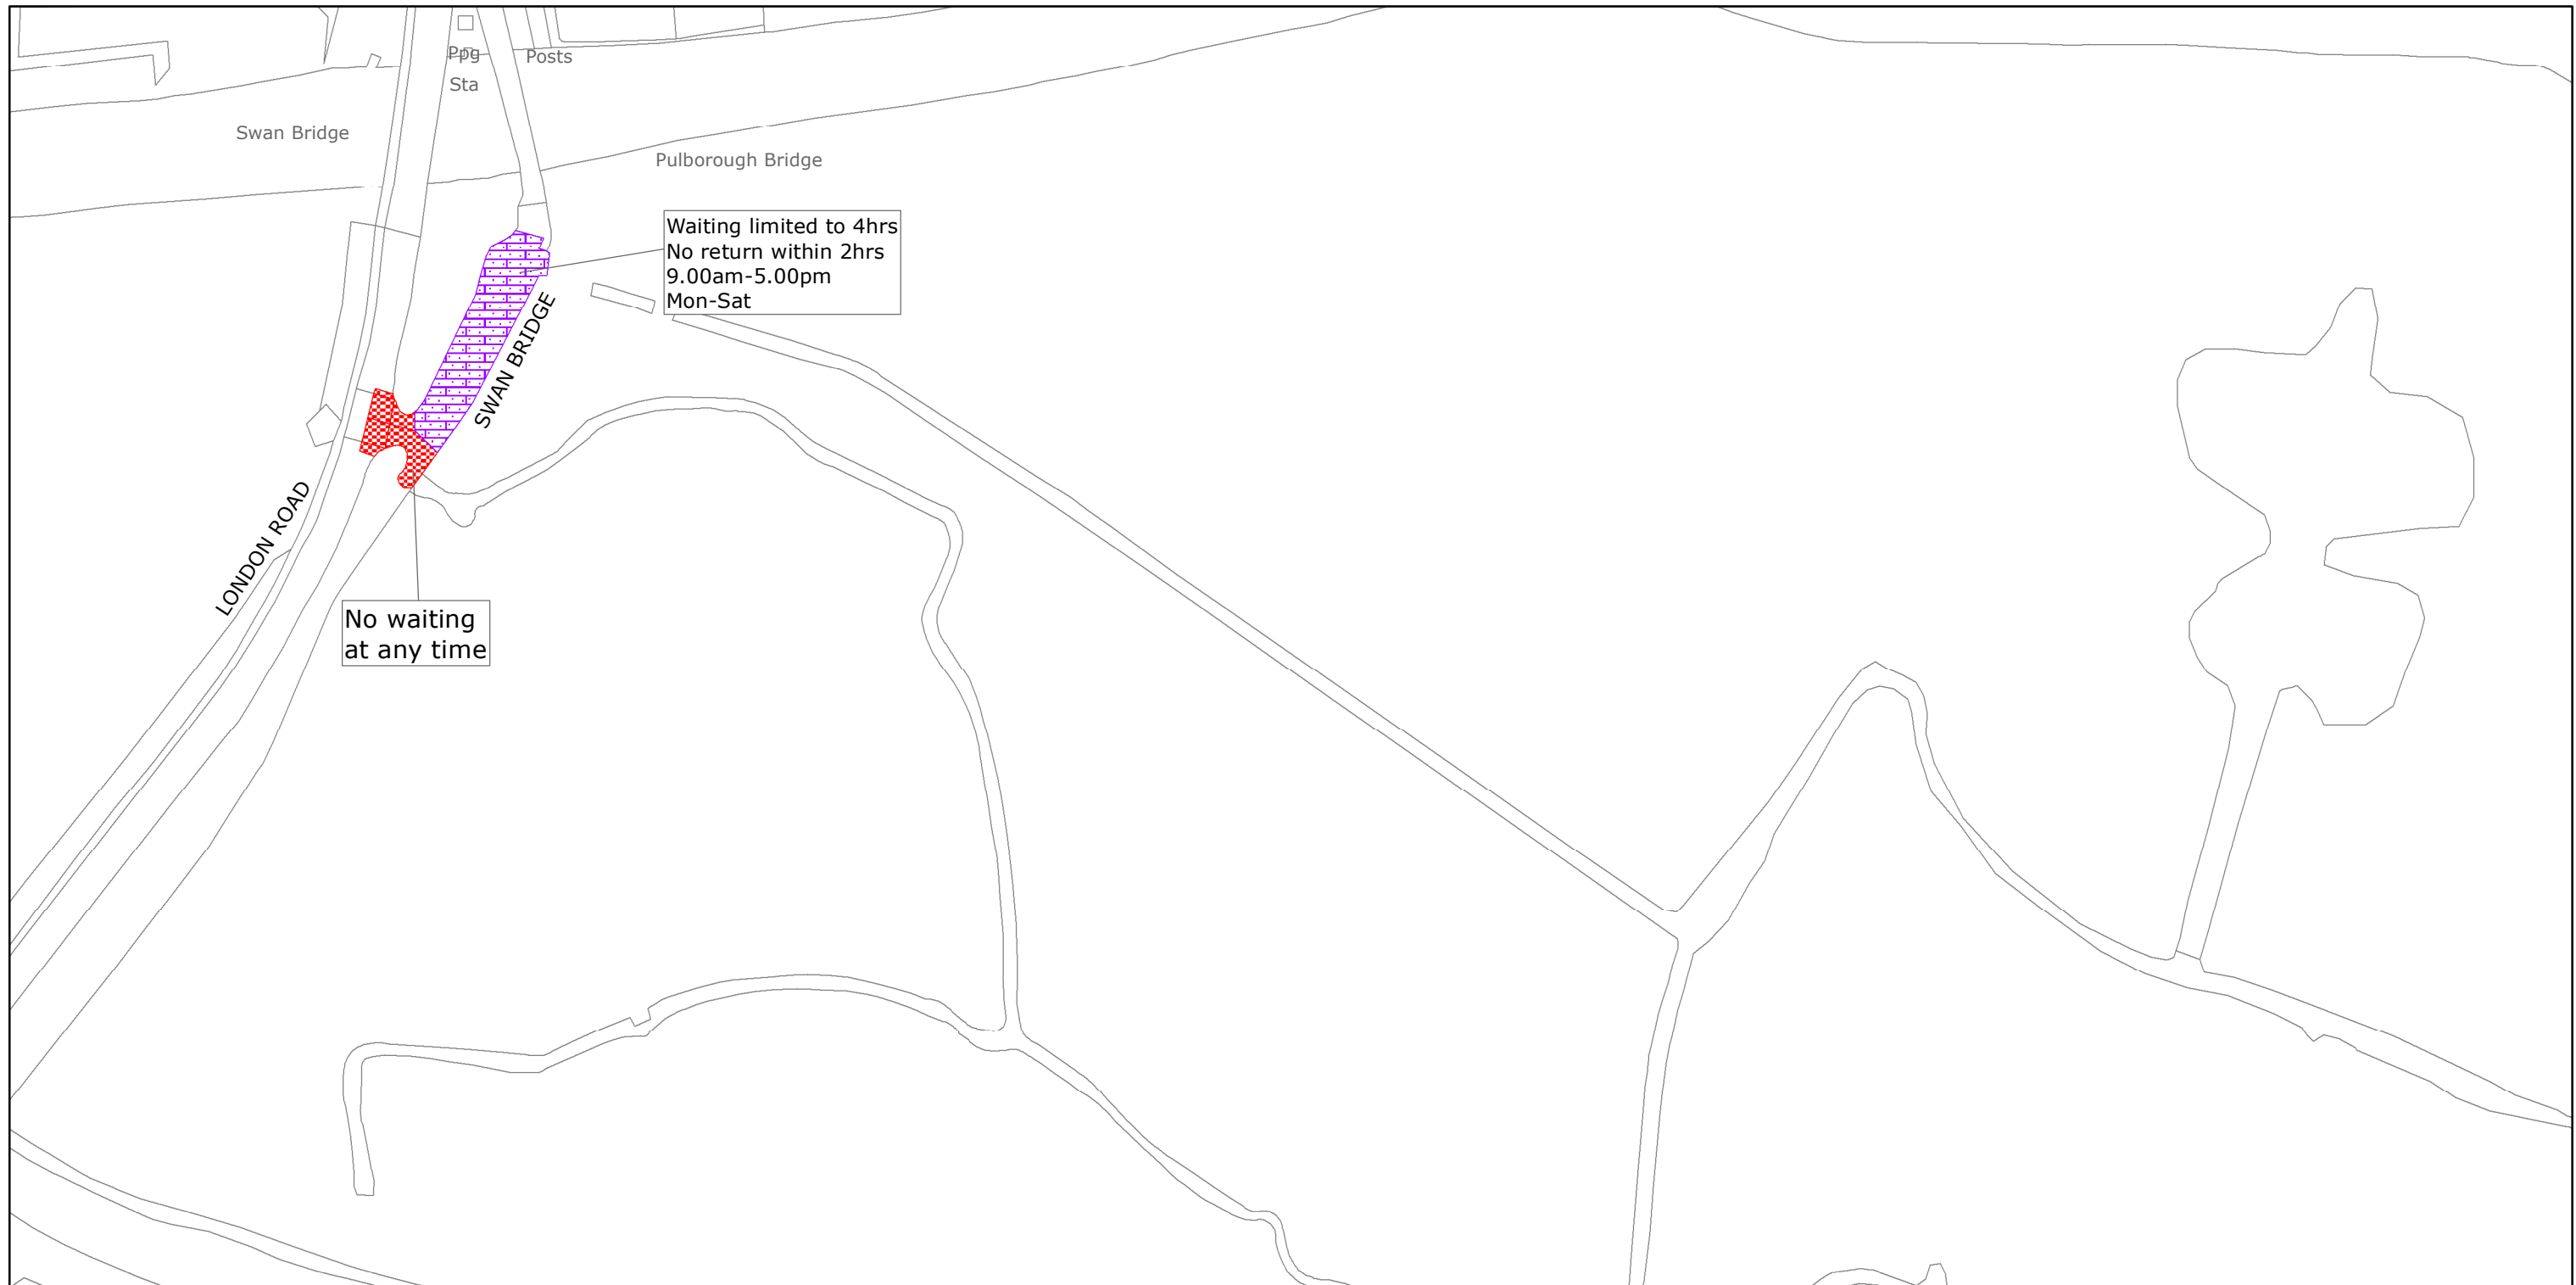 Ppg
Sta
Posts
Swan Bridge
Pulborough Bridge
Waiting limited to 4hrs
No return within 2hrs
9.00am-5.00pm
Mon-Sat
SWAN BRIDGE
LONDON ROAD
No waiting
at any time